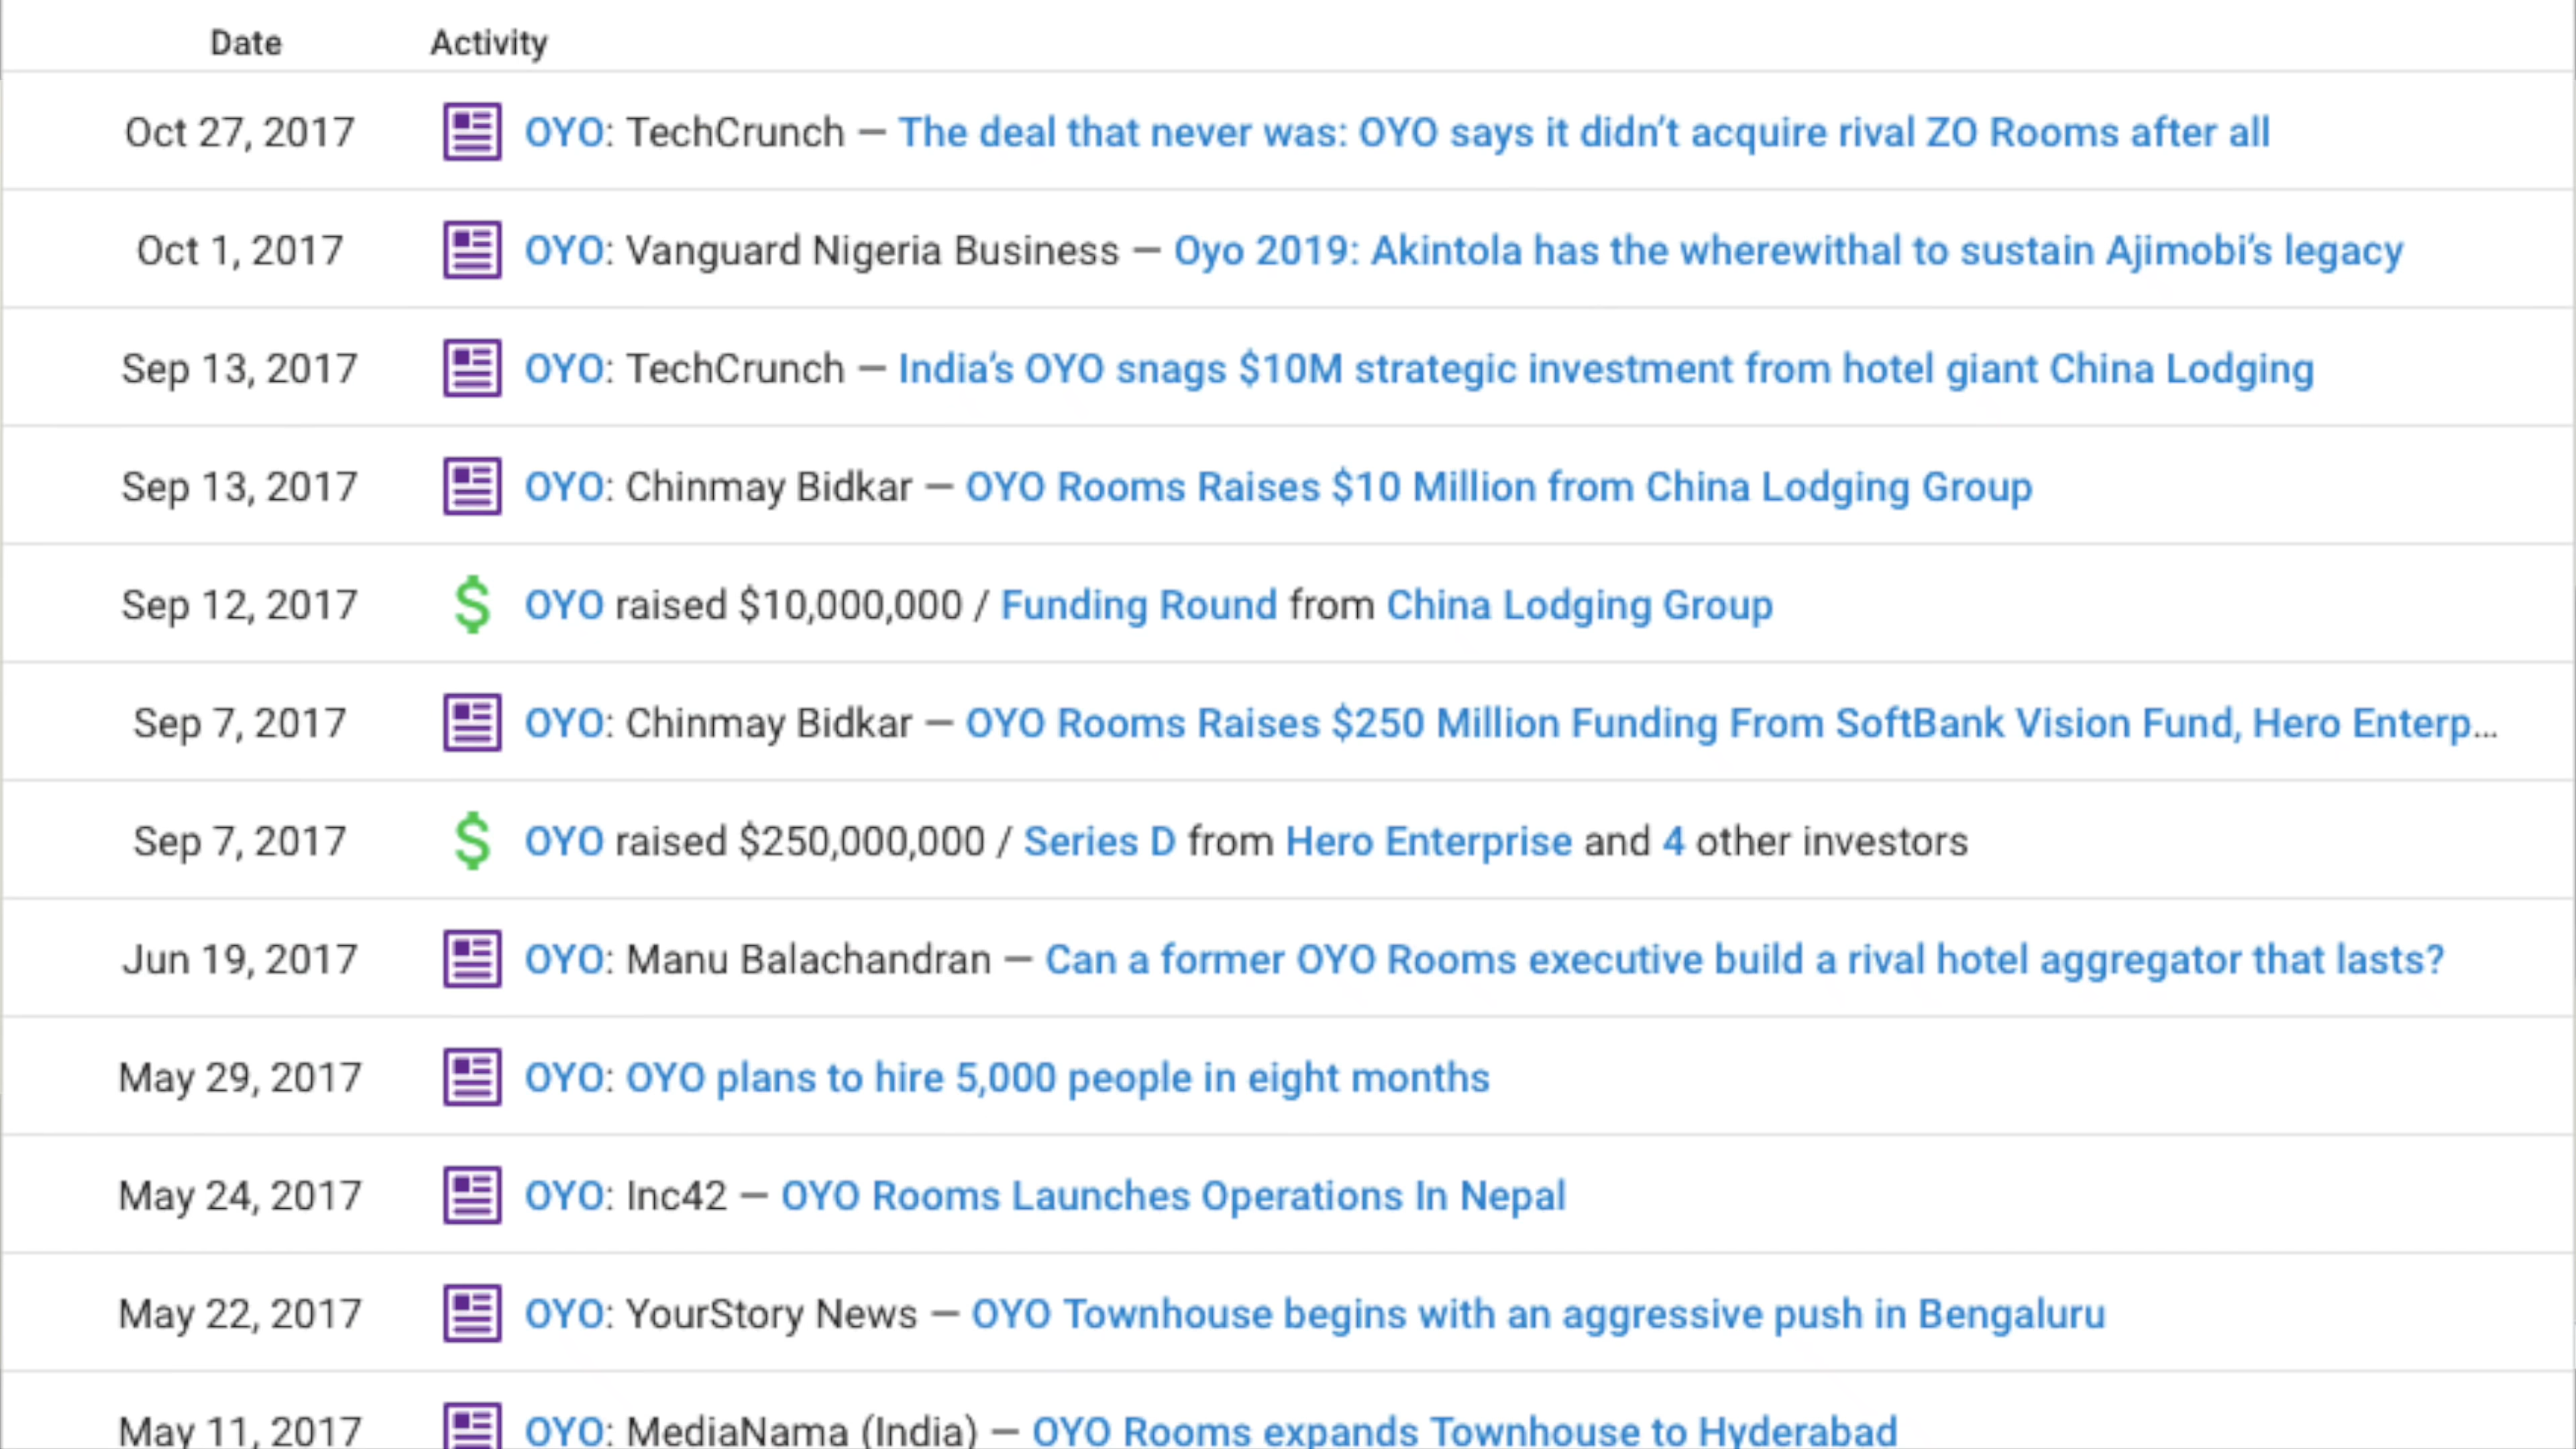 Date Activity
Oct 27, 2017 OYO: TechCrunch — The deal that never was: OYO says it didn’t acquire rival ZO Rooms after all
Oct 1, 2017 OYO: Vanguard Nigeria Business — Oyo 2019: Akintola has the wherewithal to sustain Ajimobi’s legacy
Sep 13, 2017 OYO: TechCrunch — India’s OYO snags $10M strategic investment from hotel giant China Lodging
Sep 13, 2017 OYO: Chinmay Bidkar — OYO Rooms Raises $10 Million from China Lodging Group
Sep 12, 2017 $ OYO raised $10,000,000 / Funding Round from China Lodging Group
Sep 7, 2017 OYO: Chinmay Bidkar — OYO Rooms Raises $250 Million Funding From SoftBank Vision Fund, Hero Enterp...
Sep 7, 2017 $ OYO raised $250,000,000 / Series D from Hero Enterprise and 4 other investors
Jun 19, 2017 OYO: Manu Balachandran — Can a former OYO Rooms executive build a rival hotel aggregator that lasts?
May 29, 2017 OYO: OYO plans to hire 5,000 people in eight months
May 24, 2017 OYO: Inc42 — OYO Rooms Launches Operations In Nepal
May 22, 2017 OYO: YourStory News — OYO Townhouse begins with an aggressive push in Bengaluru
May 11, 2017 OYO: MediaNama (India) — OYO Rooms expands Townhouse to Hyderabad